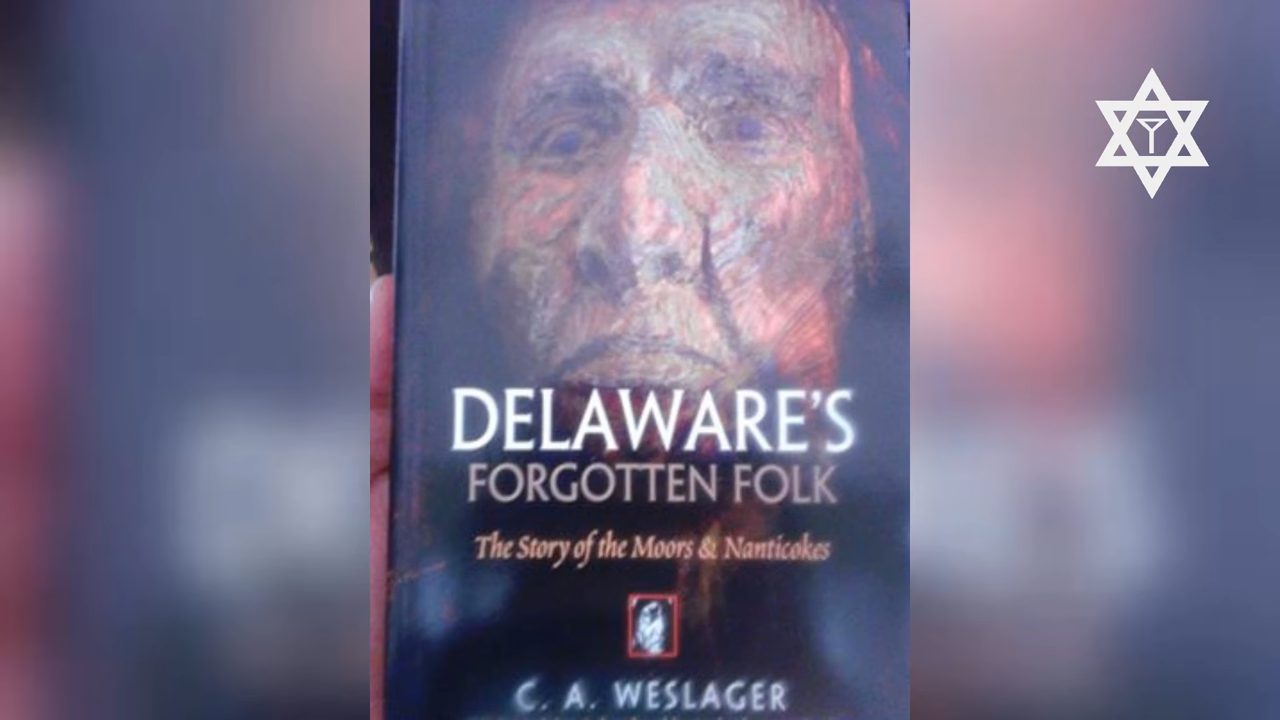 DELAWARE'S
FORGOTTEN FOLK
The Story of the Moors & Nanticokes
C. A. WESLAGER